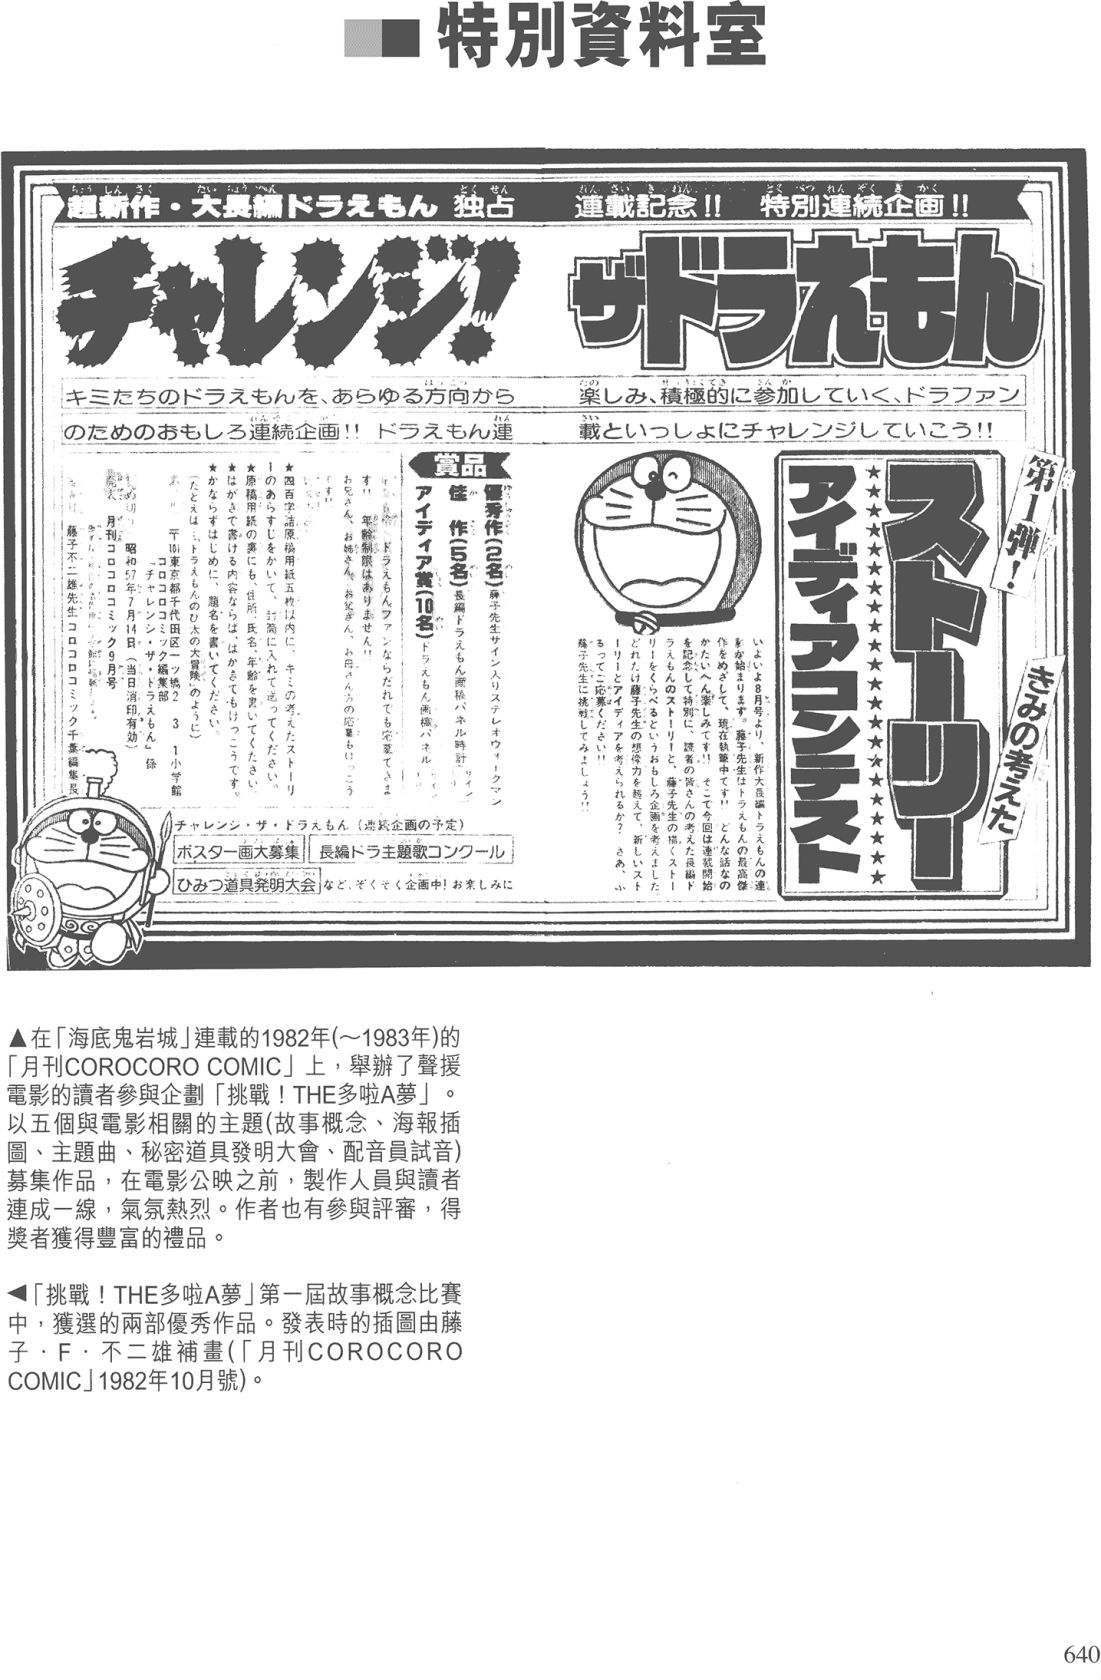 特別資料室
超新作・大長編ドラえもん 独占 連載記念!! 特別連続企画!!
チャレンジ! ザ ドラえもん
キミたちのドラえもんを、あらゆる方向から 楽しみ、積極的に参加していく、ドラファン
のためのおもしろ連続企画!! ドラえもん連 載といっしょにチャレンジしていこう!!
第1弾!
きみの考えた
ストーリー
アイディアコンテスト
いよいよ8月号より、新作大長編ドラえもんの連
載が始まります。藤子先生はドラえもんの最高傑
作をめざして、現在執筆中です!! どんな話なの
かたいへん楽しみです!! そこで今回は連載開始
を記念して特別に、読者の皆さんの考えた長編ド
ラえもんのストーリーと、藤子先生の描くストー
リーをくらべるというおもしろ企画を考えました
どれだけ藤子先生の想像力を越えて、新しいスト
ーリーとアイディアを考えられるか? さあ、ふ
るってご応募ください!!
藤子先生に挑戦してみましょう!!
賞品
優秀作(2名)藤子先生サイン入りステレオウォークマン
佳 作(5名)長編ドラえもん画稿パネル時計
アイディア賞(10名)ドラえもん画稿パネル
ドラえもんファンならだれでも応募できま
す!! 年齢制限はありません!!
お兄さん、お姉さん、お父さん、お母さんの応募もけっこう
です!!
★四百字詰原稿用紙五枚以内に、キミの考えたストーリ
ーのあらすじをかいて、封筒に入れて送ってください。
★原稿用紙の裏にも、住所、氏名、年齢を書いてください。
★はがきで書ける内容ならば、はがきでもけっこうです。
★かならずはじめに、題名を書いてください。
(たとえば、ドラえもんのび太の大冒険』のように)
〒101東京都千代田区一ッ橋2 3 1小学館
コロコロコミック編集部
「チャレンジ・ザ・ドラえもん」係
昭和57年7月14日(当日消印有効)
月刊コロコロコミック9月号
藤子不二雄先生コロコロコミック千葉編集長
チャレンジ・ザ・ドラえもん(連続企画の予定)
ポスター画大募集 長編ドラ主題歌コンクール
ひみつ道具発明大会 など、ぞくぞく企画中!お楽しみに
▲在「海底鬼岩城」連載的1982年(～1983年)的
「月刊COROCORO COMIC」上，舉辦了聲援
電影的讀者參與企劃「挑戰！THE多啦A夢」。
以五個與電影相關的主題(故事概念、海報插
圖、主題曲、秘密道具發明大會、配音員試音)
募集作品，在電影公映之前，製作人員與讀者
連成一線，氣氛熱烈。作者也有參與評審，得
獎者獲得豐富的禮品。
◀「挑戰！THE多啦A夢」第一屆故事概念比賽
中，獲選的兩部優秀作品。發表時的插圖由藤
子．F．不二雄補畫(「月刊COROCORO
COMIC」1982年10月號)。
640